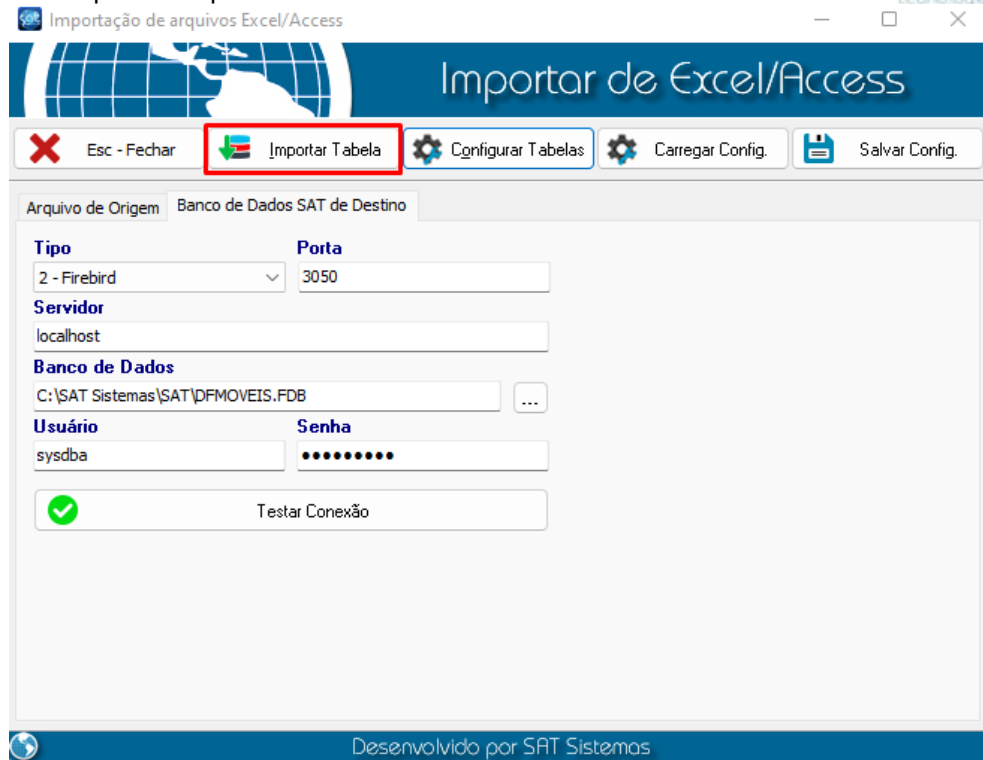 Importação de arquivos Excel/Access
Importar de Excel/Access
Esc - Fechar
Importar Tabela
Configurar Tabelas
Carregar Config.
Salvar Config.
Arquivo de Origem
Banco de Dados SAT de Destino
Tipo
Porta
2 - Firebird
3050
Servidor
localhost
Banco de Dados
C:\SAT Sistemas\SAT\DFMOVEIS.FDB
...
Usuário
Senha
sysdba
•••••••••
Testar Conexão
Desenvolvido por SAT Sistemas